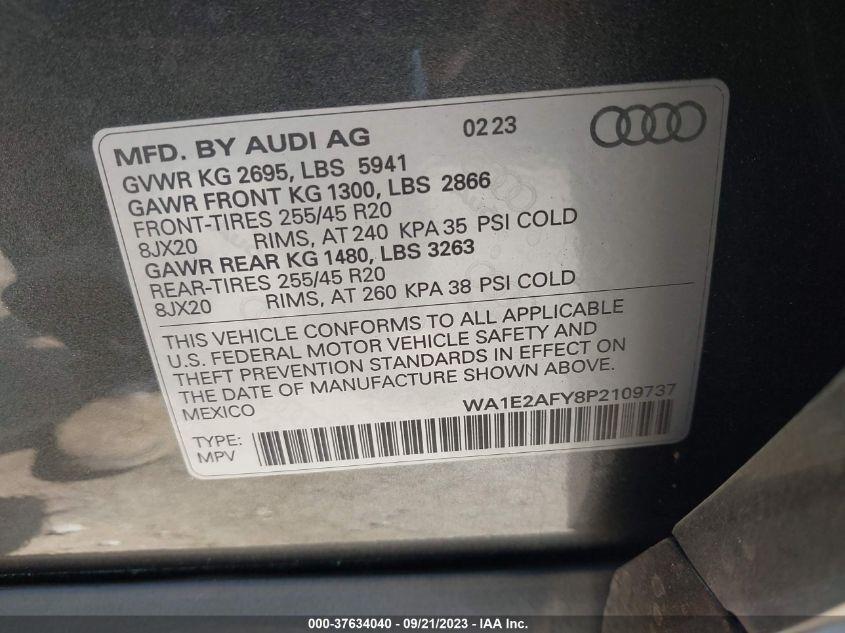 MFD. BY AUDI AG 0223
GVWR KG 2695, LBS 5941
GAWR FRONT KG 1300, LBS 2866
FRONT-TIRES 255/45 R20
8JX20 RIMS, AT 240 KPA 35 PSI COLD
GAWR REAR KG 1480, LBS 3263
REAR-TIRES 255/45 R20
8JX20 RIMS, AT 260 KPA 38 PSI COLD
THIS VEHICLE CONFORMS TO ALL APPLICABLE
U.S. FEDERAL MOTOR VEHICLE SAFETY AND
THEFT PREVENTION STANDARDS IN EFFECT ON
THE DATE OF MANUFACTURE SHOWN ABOVE.
MEXICO WA1E2AFY8P2109737
TYPE:
MPV
000-37634040 - 09/21/2023 - IAA Inc.